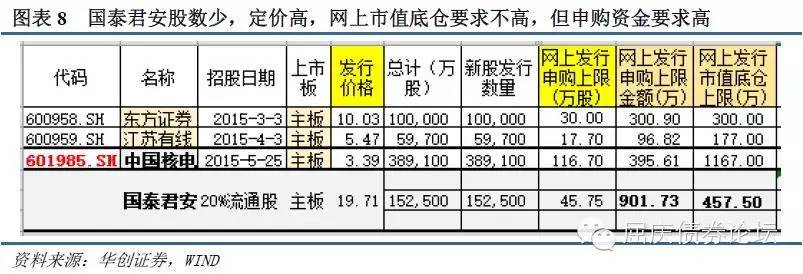 图表 8 国泰君安股数少，定价高，网上市值底仓要求不高，但申购资金要求高
代码 名称 招股日期 上市板 发行价格 总计（万股） 新股发行数量 网上发行申购上限(万股) 网上发行申购上限金额(万) 网上发行市值底仓上限(万)
600958.SH 东方证券 2015-3-3 主板 10.03 100,000 100,000 30.00 300.90 300.00
600959.SH 江苏有线 2015-4-3 主板 5.47 59,700 59,700 17.70 96.82 177.00
601985.SH 中国核电 2015-5-25 主板 3.39 389,100 389,100 116.70 395.61 1167.00
国泰君安 20%流通股 主板 19.71 152,500 152,500 45.75 901.73 457.50
屈庆债券论坛
资料来源：华创证券，WIND